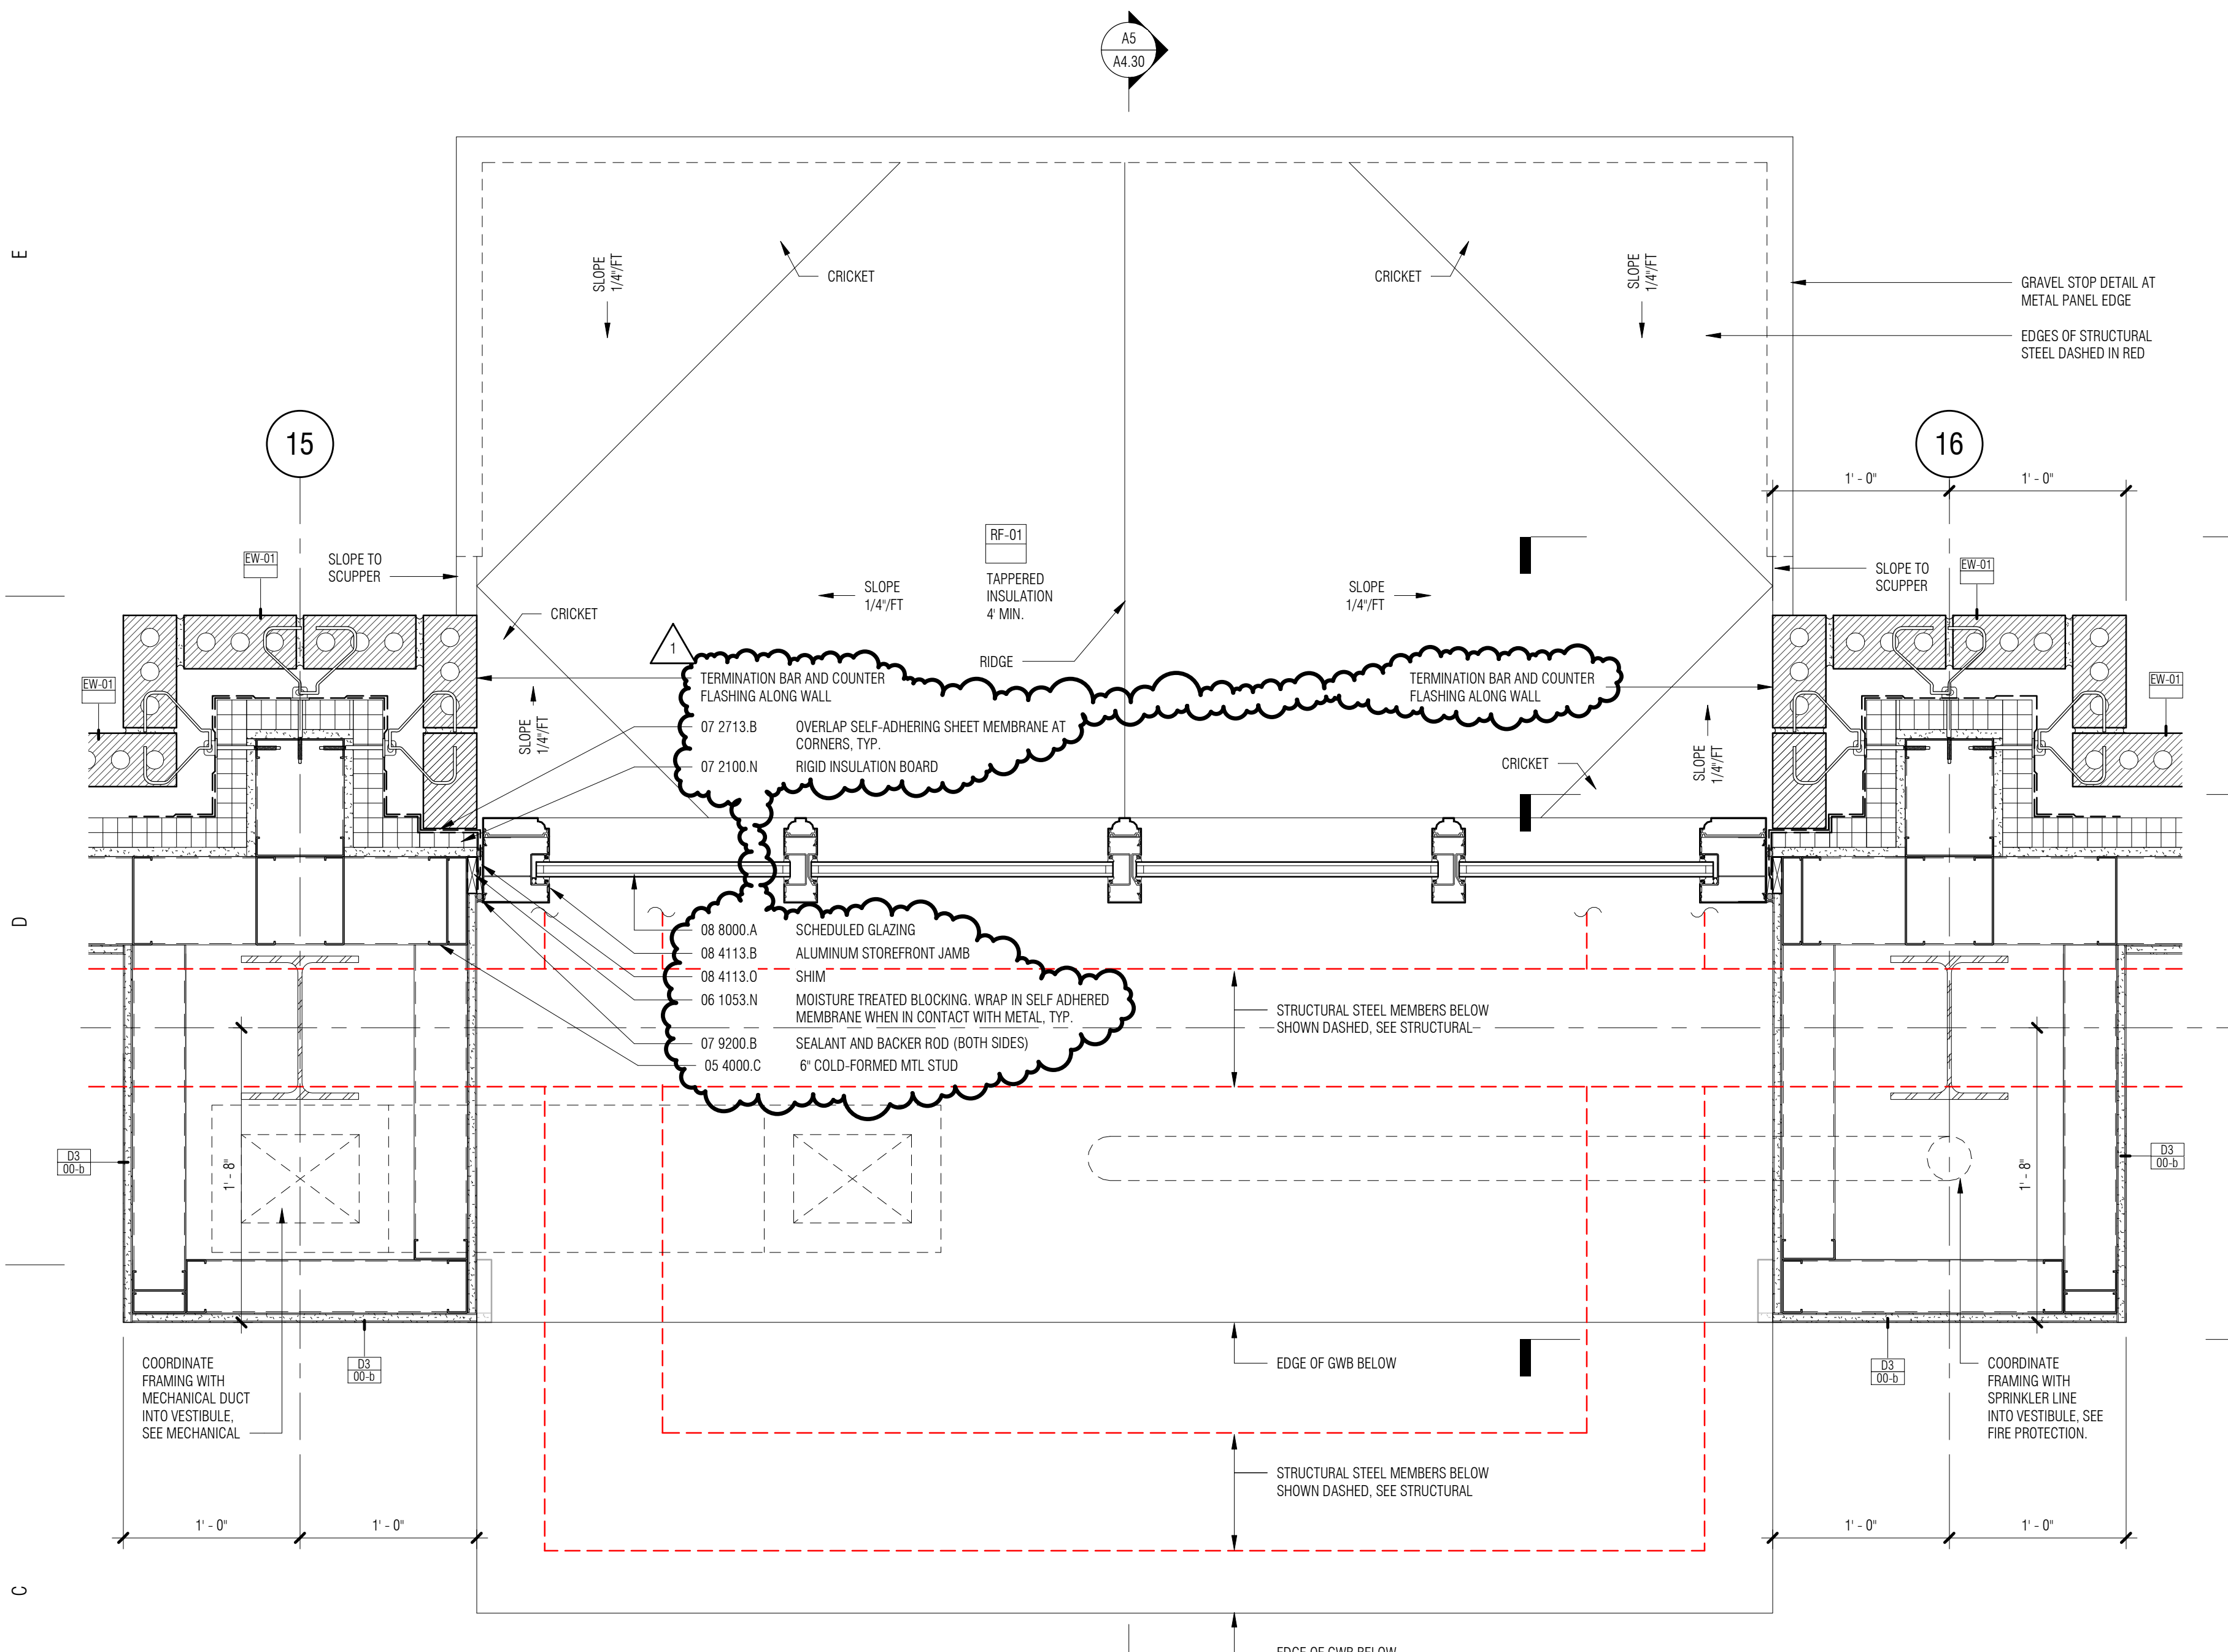 A5
A4.30
E
CRICKET
CRICKET
SLOPE
1/4"/FT
SLOPE
1/4"/FT
GRAVEL STOP DETAIL AT
METAL PANEL EDGE
EDGES OF STRUCTURAL
STEEL DASHED IN RED
15
16
1' - 0"
1' - 0"
RF-01
TAPPERED
INSULATION
4' MIN.
EW-01
SLOPE TO
SCUPPER
SLOPE
1/4"/FT
SLOPE
1/4"/FT
SLOPE TO
SCUPPER
EW-01
CRICKET
1
RIDGE
EW-01
TERMINATION BAR AND COUNTER
FLASHING ALONG WALL
TERMINATION BAR AND COUNTER
FLASHING ALONG WALL
EW-01
SLOPE
1/4"/FT
07 2713.B OVERLAP SELF-ADHERING SHEET MEMBRANE AT
CORNERS, TYP.
07 2100.N RIGID INSULATION BOARD
CRICKET
SLOPE
1/4"/FT
D
08 8000.A SCHEDULED GLAZING
08 4113.B ALUMINUM STOREFRONT JAMB
08 4113.O SHIM
06 1053.N MOISTURE TREATED BLOCKING. WRAP IN SELF ADHERED
MEMBRANE WHEN IN CONTACT WITH METAL, TYP.
07 9200.B SEALANT AND BACKER ROD (BOTH SIDES)
05 4000.C 6" COLD-FORMED MTL STUD
STRUCTURAL STEEL MEMBERS BELOW
SHOWN DASHED, SEE STRUCTURAL
D3
00-b
1' - 8"
1' - 8"
D3
00-b
COORDINATE
FRAMING WITH
MECHANICAL DUCT
INTO VESTIBULE,
SEE MECHANICAL
D3
00-b
EDGE OF GWB BELOW
D3
00-b
COORDINATE
FRAMING WITH
SPRINKLER LINE
INTO VESTIBULE, SEE
FIRE PROTECTION.
STRUCTURAL STEEL MEMBERS BELOW
SHOWN DASHED, SEE STRUCTURAL
1' - 0"
1' - 0"
1' - 0"
1' - 0"
C
EDGE OF GWB BELOW